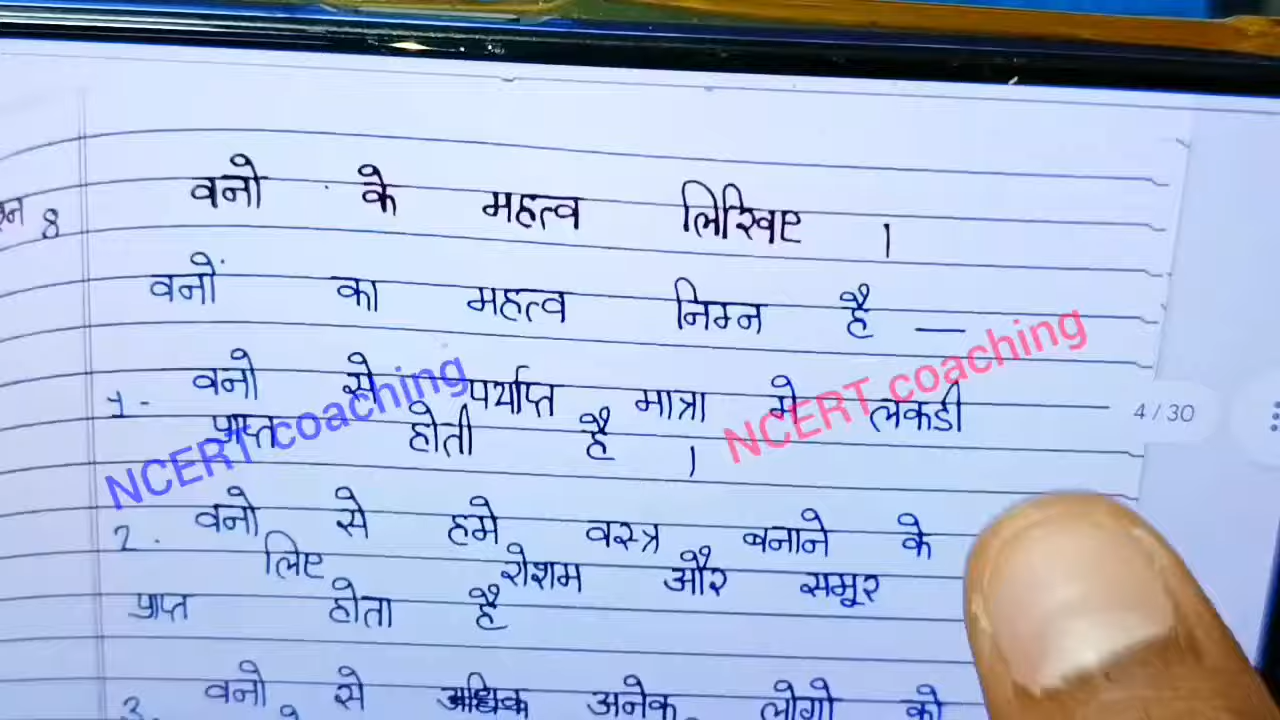 वनो के महत्व लिखिए ।
8
वनों का महत्व निम्न है —
1- वनो से पर्याप्त मात्रा मे लकडी
प्राप्त होती है ।
NCERT coaching
NCERT coaching
4 / 30
2. वनो से हमे वस्त्र बनाने के
लिए रोशम और समूर
प्राप्त होता है
3. वनो से अधिक अनेक लोगो को